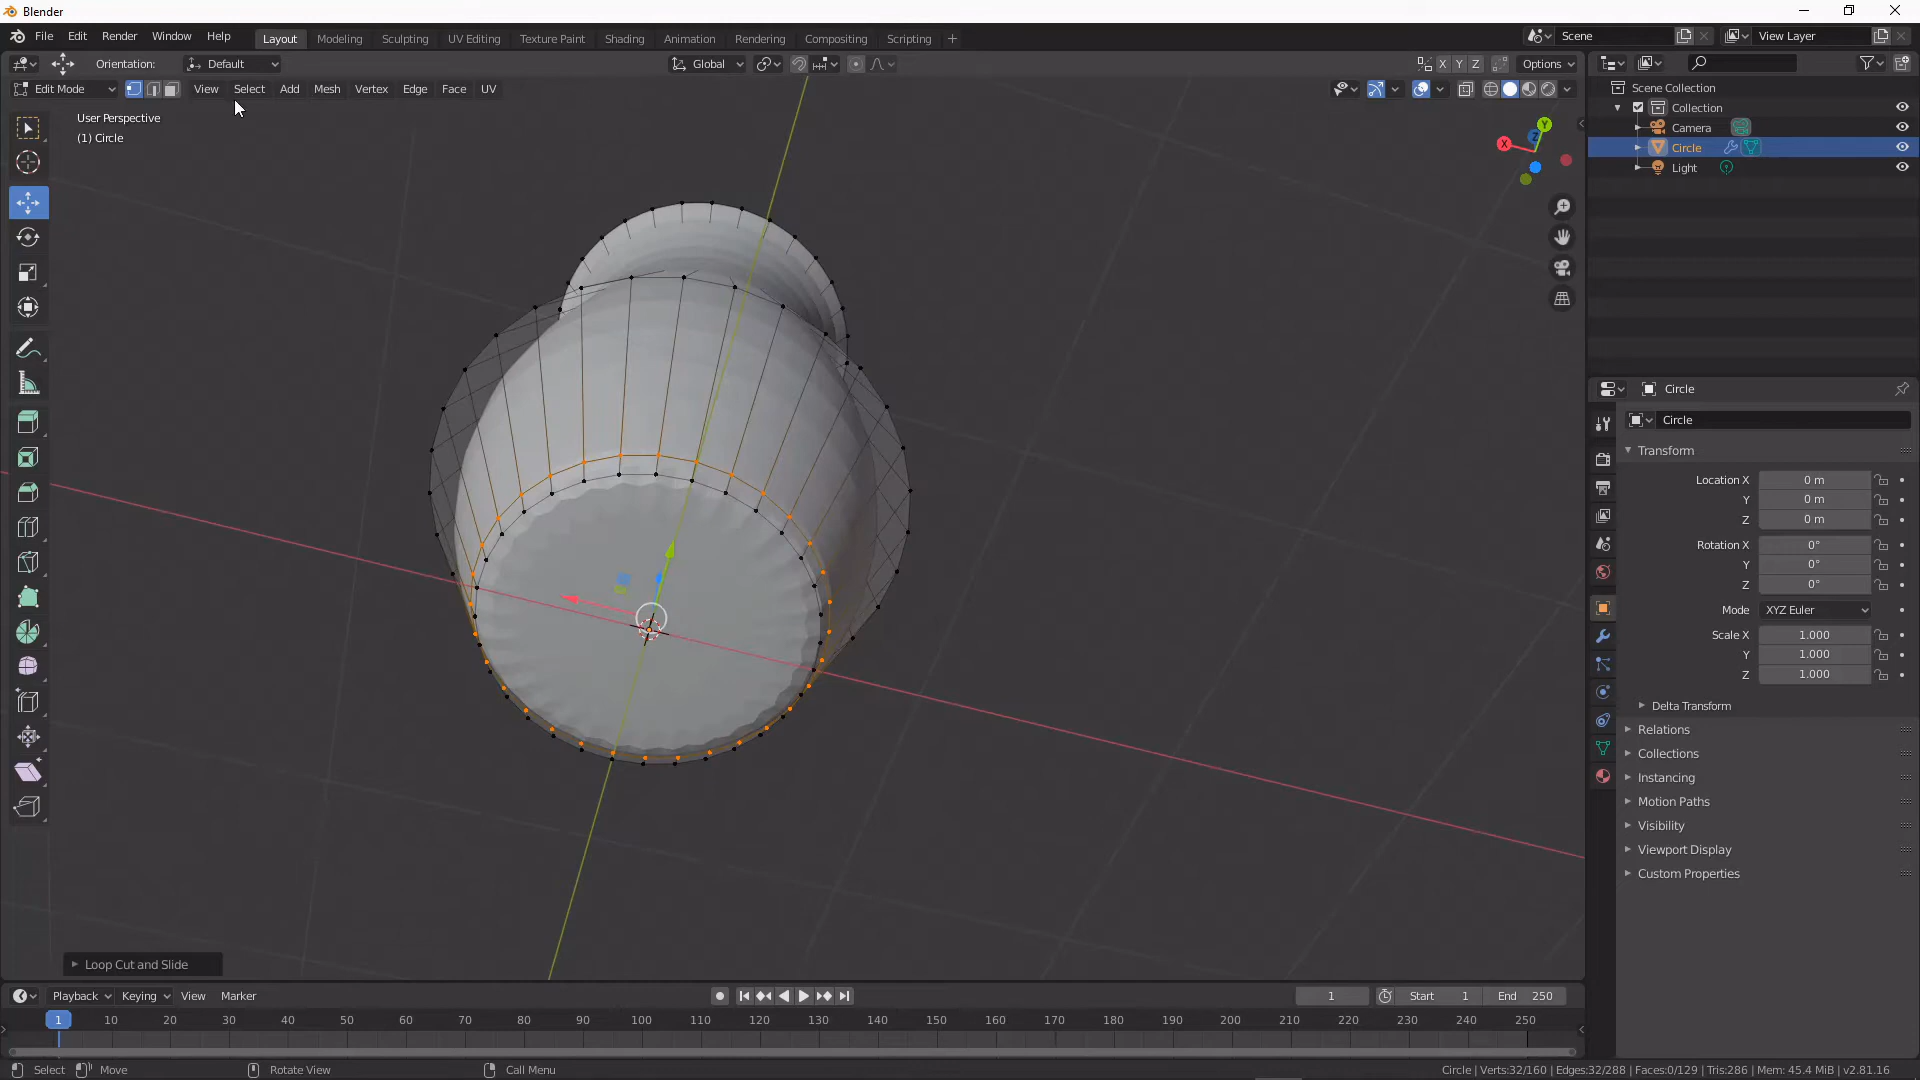 Blender
File Edit Render Window Help Layout Modeling Sculpting UV Editing Texture Paint Shading Animation Rendering Compositing Scripting + Scene View Layer
Orientation: Default Global X Y Z Options
Edit Mode View Select Add Mesh Vertex Edge Face UV
User Perspective
(1) Circle
X Y Z
Scene Collection
Collection
Camera
Circle
Light
Circle
Circle
Transform
Location X 0 m
Y 0 m
Z 0 m
Rotation X 0°
Y 0°
Z 0°
Mode XYZ Euler
Scale X 1.000
Y 1.000
Z 1.000
Delta Transform
Relations
Collections
Instancing
Motion Paths
Visibility
Viewport Display
Custom Properties
Loop Cut and Slide
Playback Keying View Marker 1 Start 1 End 250
1 10 20 30 40 50 60 70 80 90 100 110 120 130 140 150 160 170 180 190 200 210 220 230 240 250
Select Move Rotate View Call Menu Circle | Verts:32/160 | Edges:32/288 | Faces:0/129 | Tris:286 | Mem: 45.4 MiB | v2.81.16